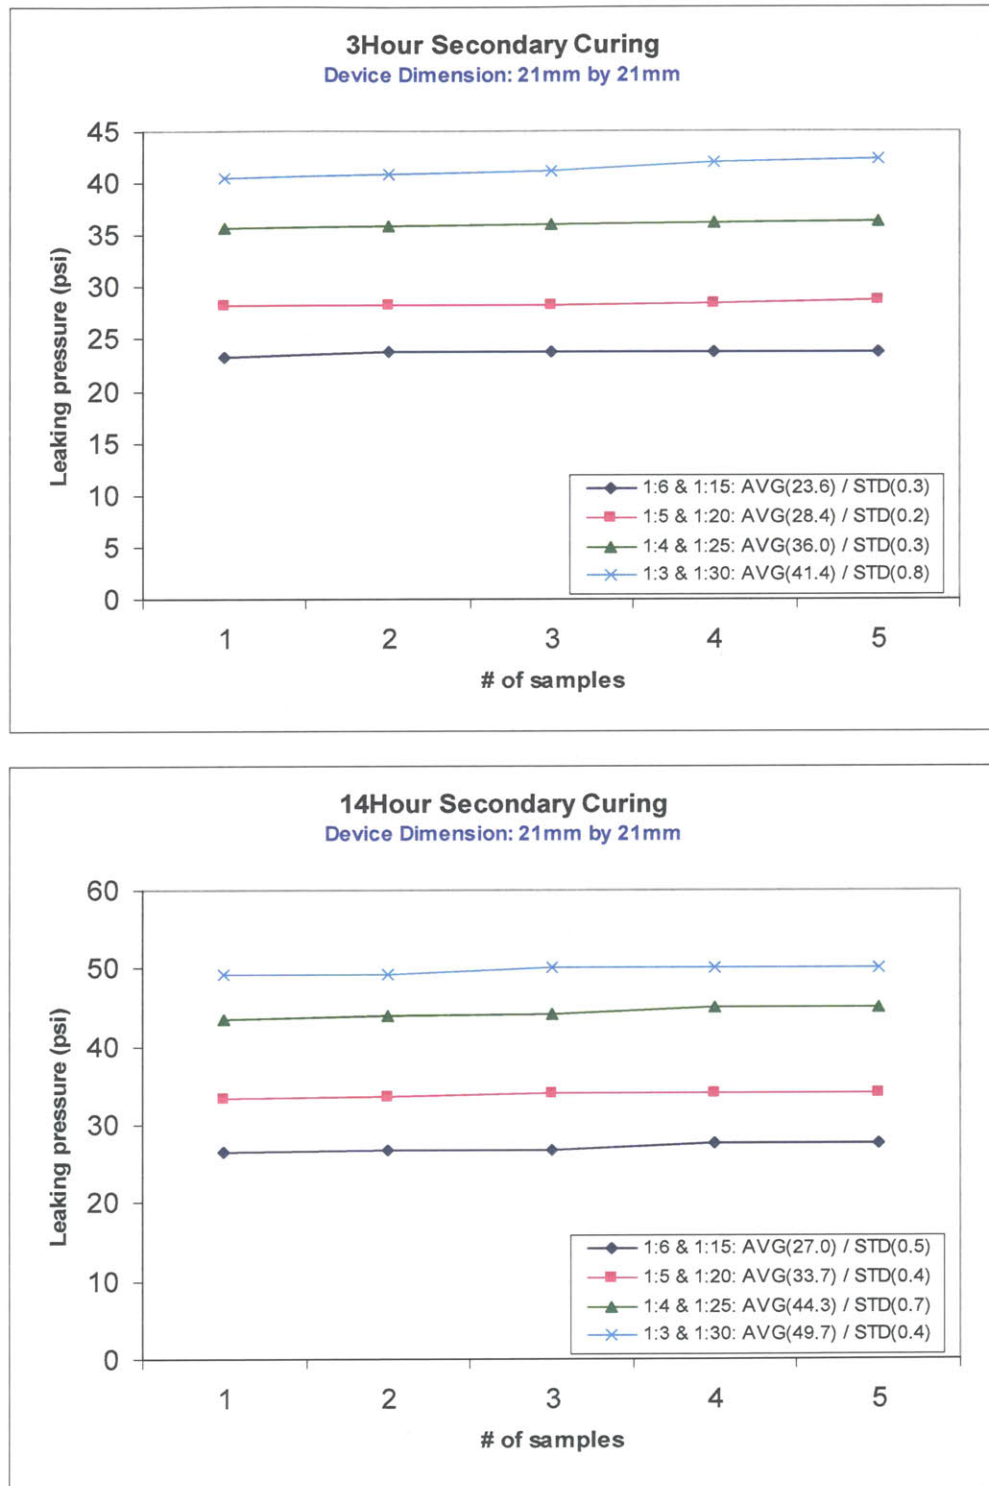 3Hour Secondary Curing
Device Dimension: 21mm by 21mm
45
40
35
30
25
20
15
10
5
0
Leaking pressure (psi)
1:6 & 1:15: AVG(23.6) / STD(0.3)
1:5 & 1:20: AVG(28.4) / STD(0.2)
1:4 & 1:25: AVG(36.0) / STD(0.3)
1:3 & 1:30: AVG(41.4) / STD(0.8)
1 2 3 4 5
# of samples
14Hour Secondary Curing
Device Dimension: 21mm by 21mm
60
50
40
30
20
10
0
Leaking pressure (psi)
1:6 & 1:15: AVG(27.0) / STD(0.5)
1:5 & 1:20: AVG(33.7) / STD(0.4)
1:4 & 1:25: AVG(44.3) / STD(0.7)
1:3 & 1:30: AVG(49.7) / STD(0.4)
1 2 3 4 5
# of samples